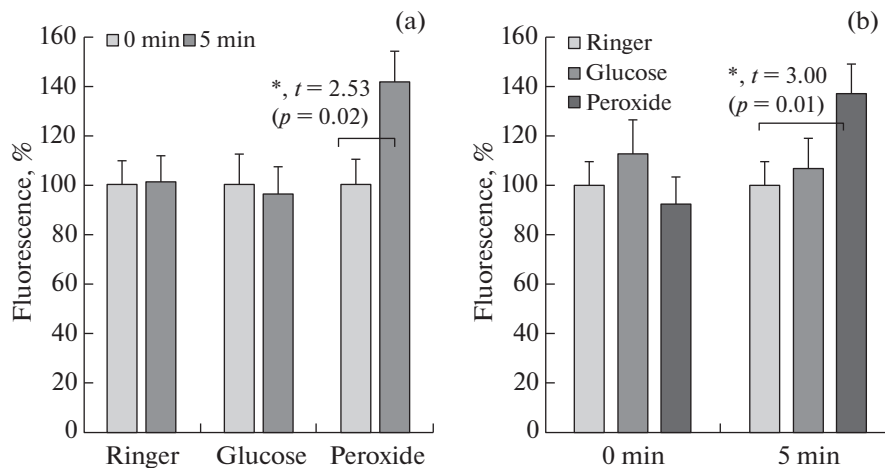 (a)
0 min 5 min
*, t = 2.53
(p = 0.02)
Fluorescence, %
160
140
120
100
80
60
40
20
0
Ringer Glucose Peroxide
(b)
Ringer
Glucose
Peroxide
*, t = 3.00
(p = 0.01)
Fluorescence, %
160
140
120
100
80
60
40
20
0
0 min 5 min